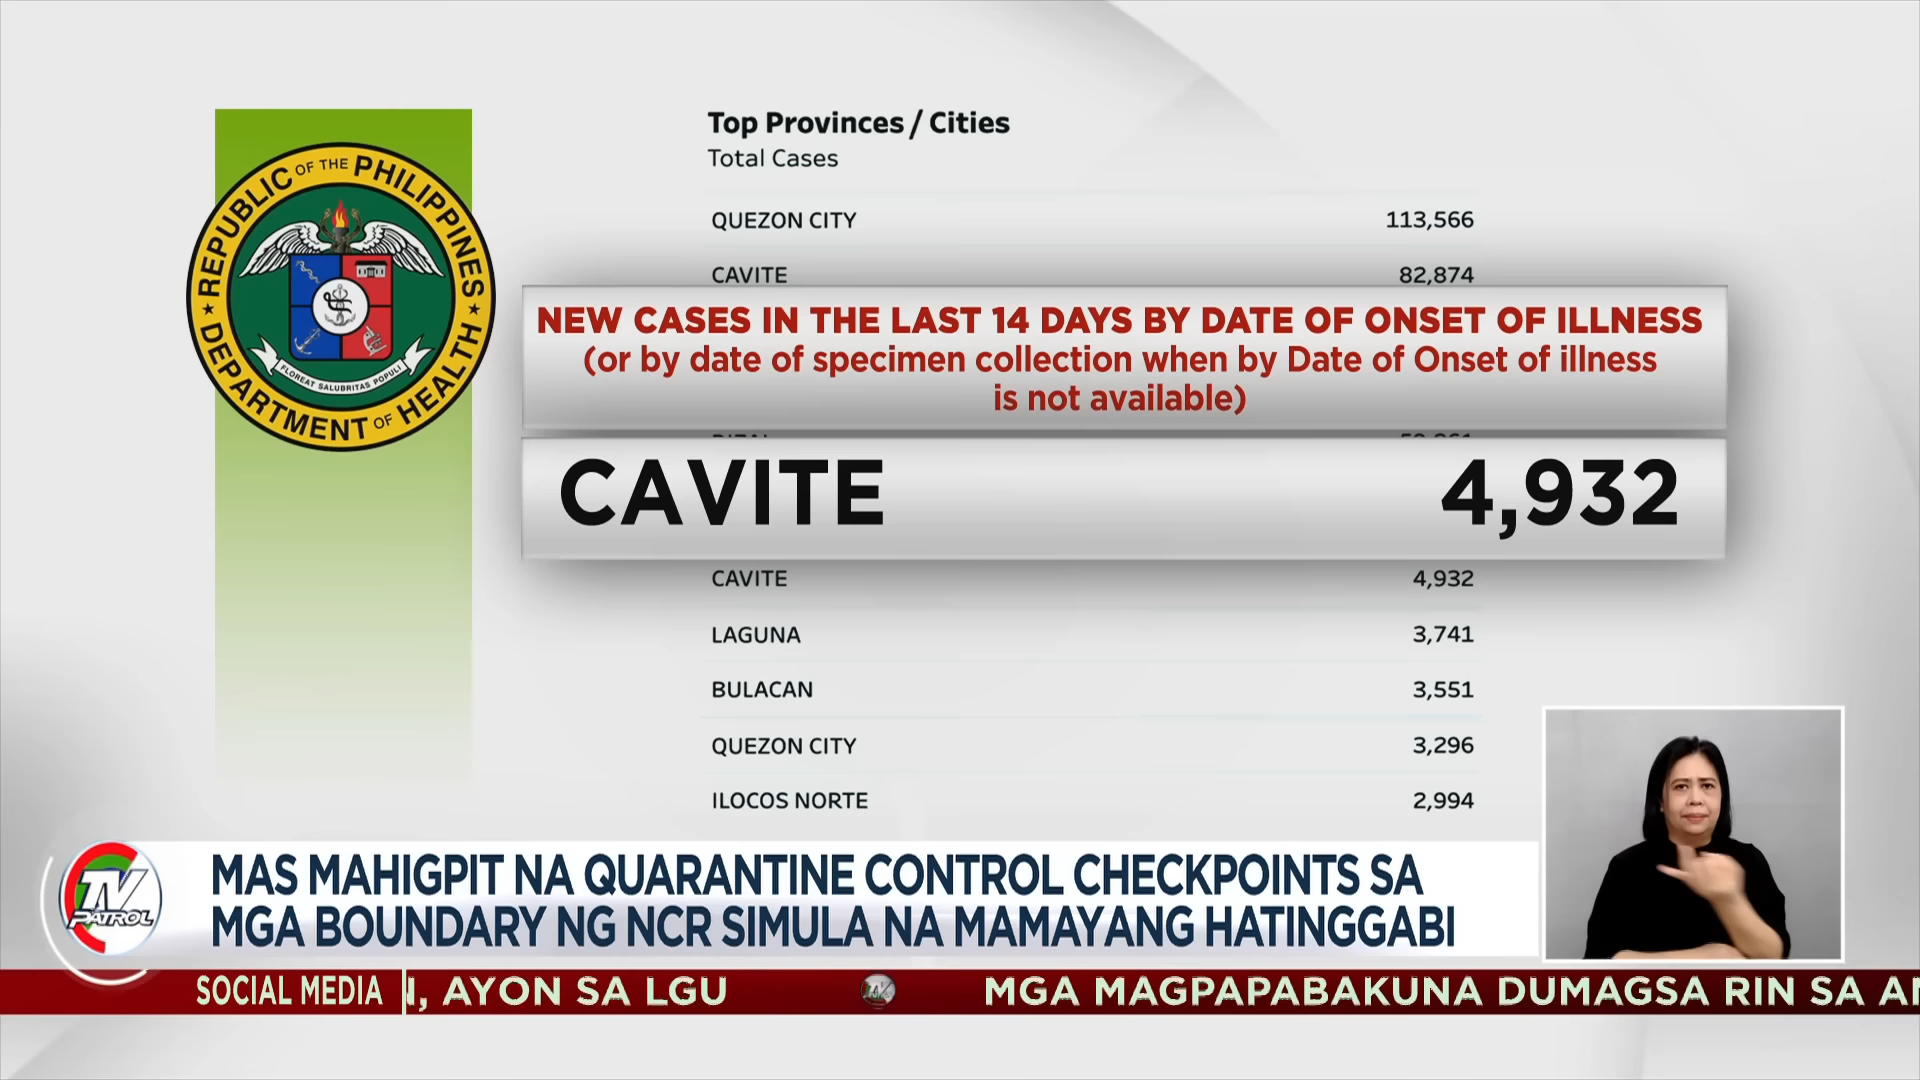 REPUBLIC OF THE PHILIPPINES
DEPARTMENT OF HEALTH
FLOREAT SALUBRITAS POPULI
Top Provinces / Cities
Total Cases
QUEZON CITY 113,566
CAVITE 82,874
NEW CASES IN THE LAST 14 DAYS BY DATE OF ONSET OF ILLNESS
(or by date of specimen collection when by Date of Onset of illness
is not available)
CAVITE 4,932
CAVITE 4,932
LAGUNA 3,741
BULACAN 3,551
QUEZON CITY 3,296
ILOCOS NORTE 2,994
TV PATROL
MAS MAHIGPIT NA QUARANTINE CONTROL CHECKPOINTS SA
MGA BOUNDARY NG NCR SIMULA NA MAMAYANG HATINGGABI
SOCIAL MEDIA , AYON SA LGU MGA MAGPAPABAKUNA DUMAGSA RIN SA